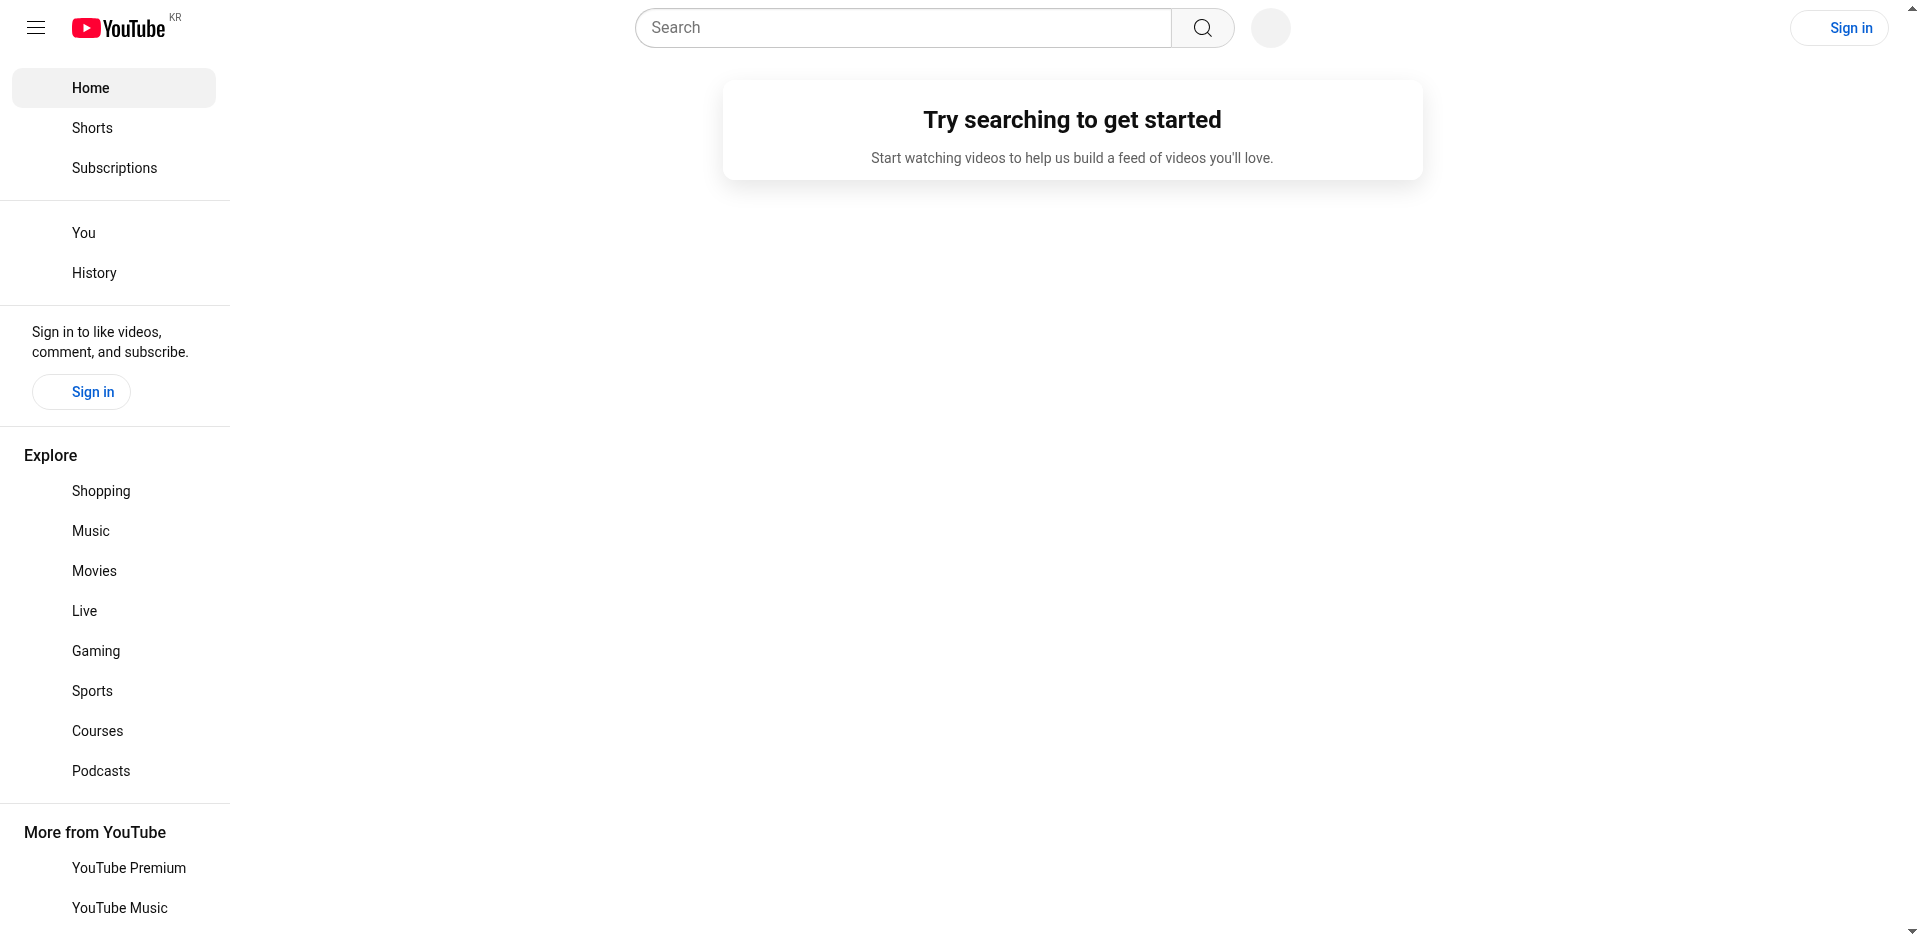 YouTube KR
Search
Sign in
Home
Shorts
Subscriptions
You
History
Sign in to like videos,
comment, and subscribe.
Sign in
Explore
Shopping
Music
Movies
Live
Gaming
Sports
Courses
Podcasts
More from YouTube
YouTube Premium
YouTube Music
Try searching to get started
Start watching videos to help us build a feed of videos you'll love.